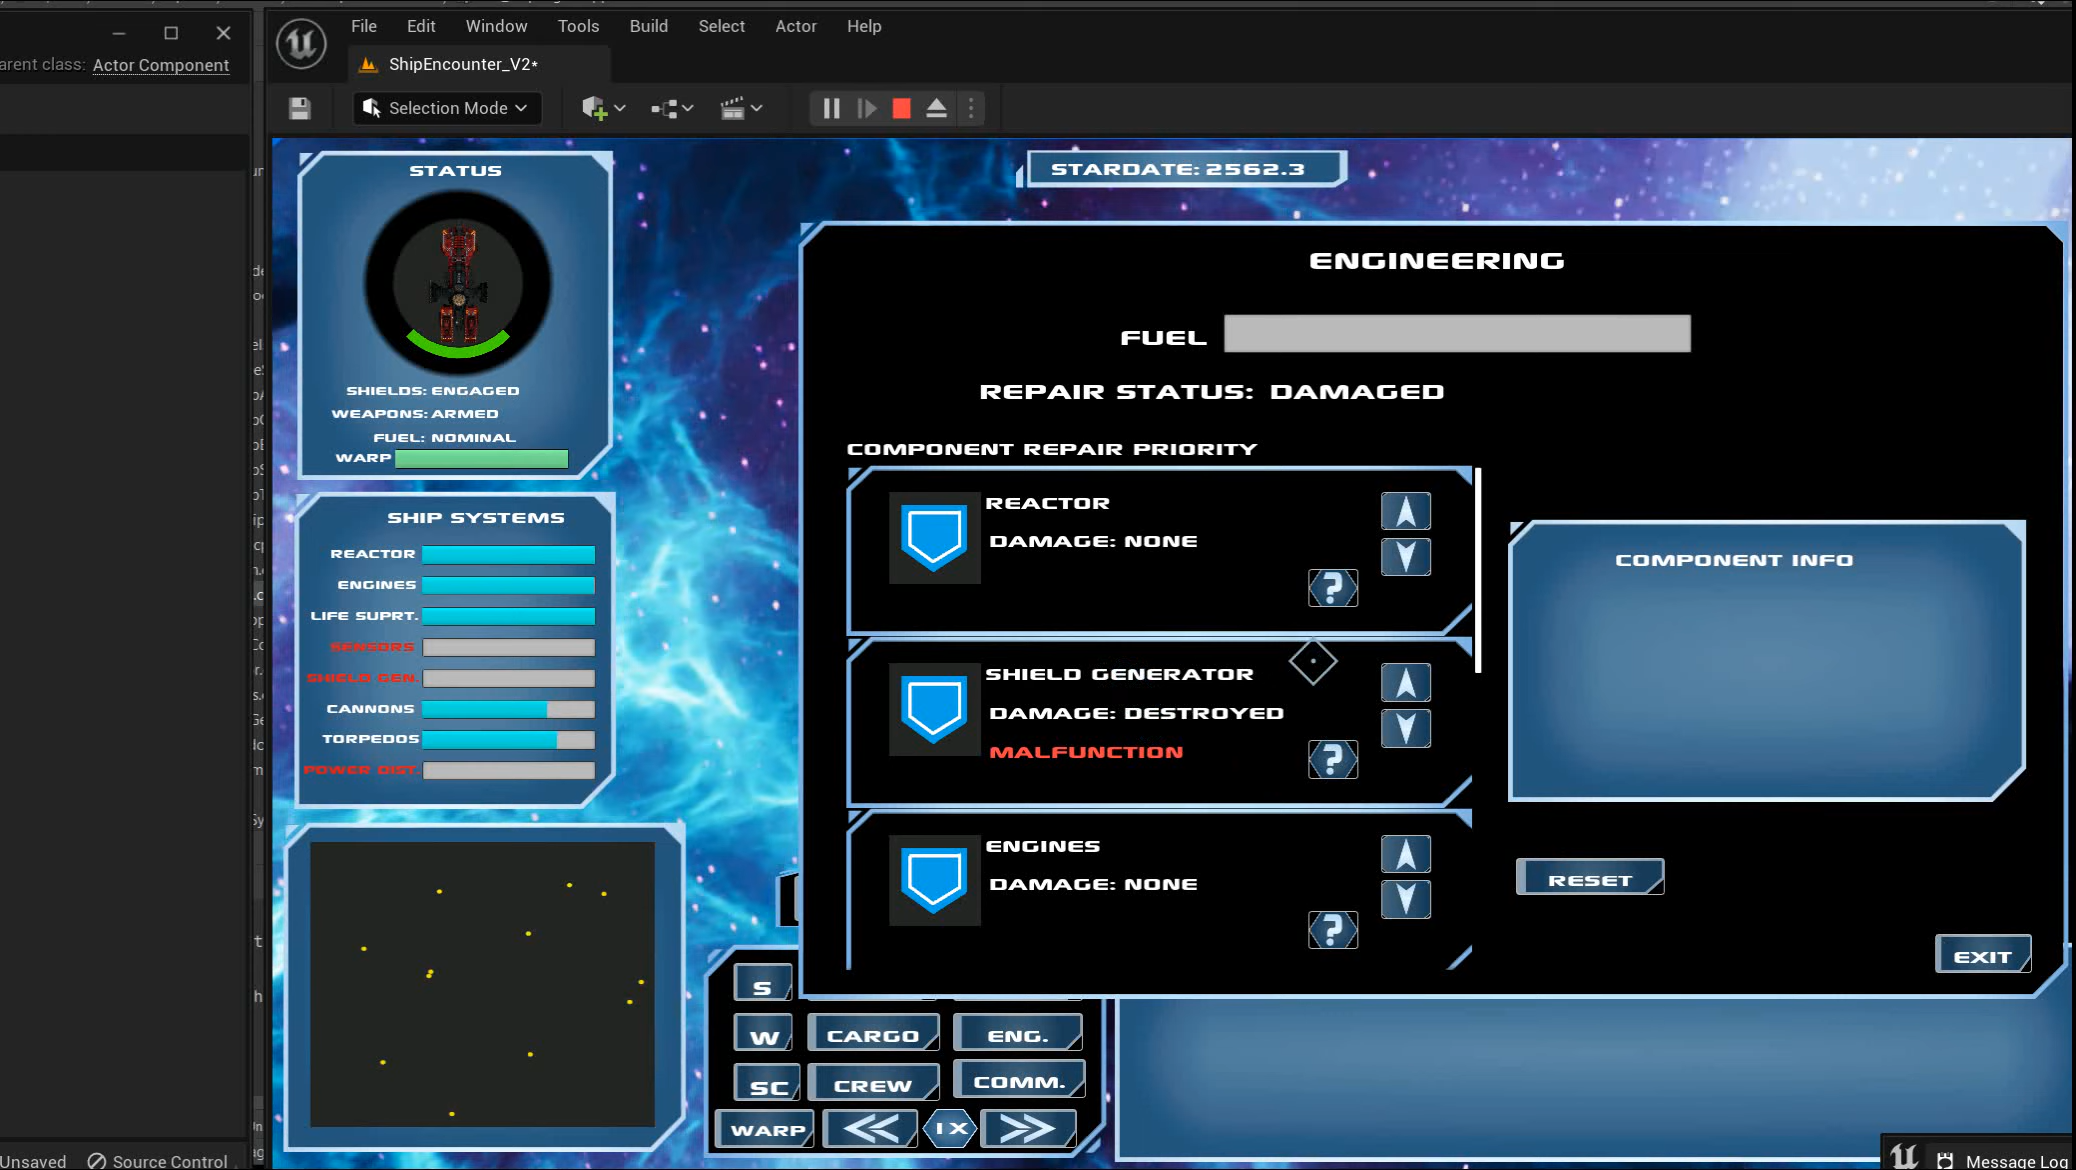 File Edit Window Tools Build Select Actor Help
arent class: Actor Component
ShipEncounter_V2*
Selection Mode
STATUS
SHIELDS: ENGAGED
WEAPONS: ARMED
FUEL: NOMINAL
WARP
SHIP SYSTEMS
REACTOR
ENGINES
LIFE SUPRT.
SENSORS
SHIELD GEN.
CANNONS
TORPEDOS
POWER DIST.
STARDATE: 2562.3
ENGINEERING
FUEL
REPAIR STATUS: DAMAGED
COMPONENT REPAIR PRIORITY
REACTOR
DAMAGE: NONE
?
SHIELD GENERATOR
DAMAGE: DESTROYED
MALFUNCTION
?
ENGINES
DAMAGE: NONE
?
COMPONENT INFO
RESET
EXIT
S
W CARGO ENG.
SC CREW COMM.
WARP << 1X >>
Unsaved Source Control
Message Log